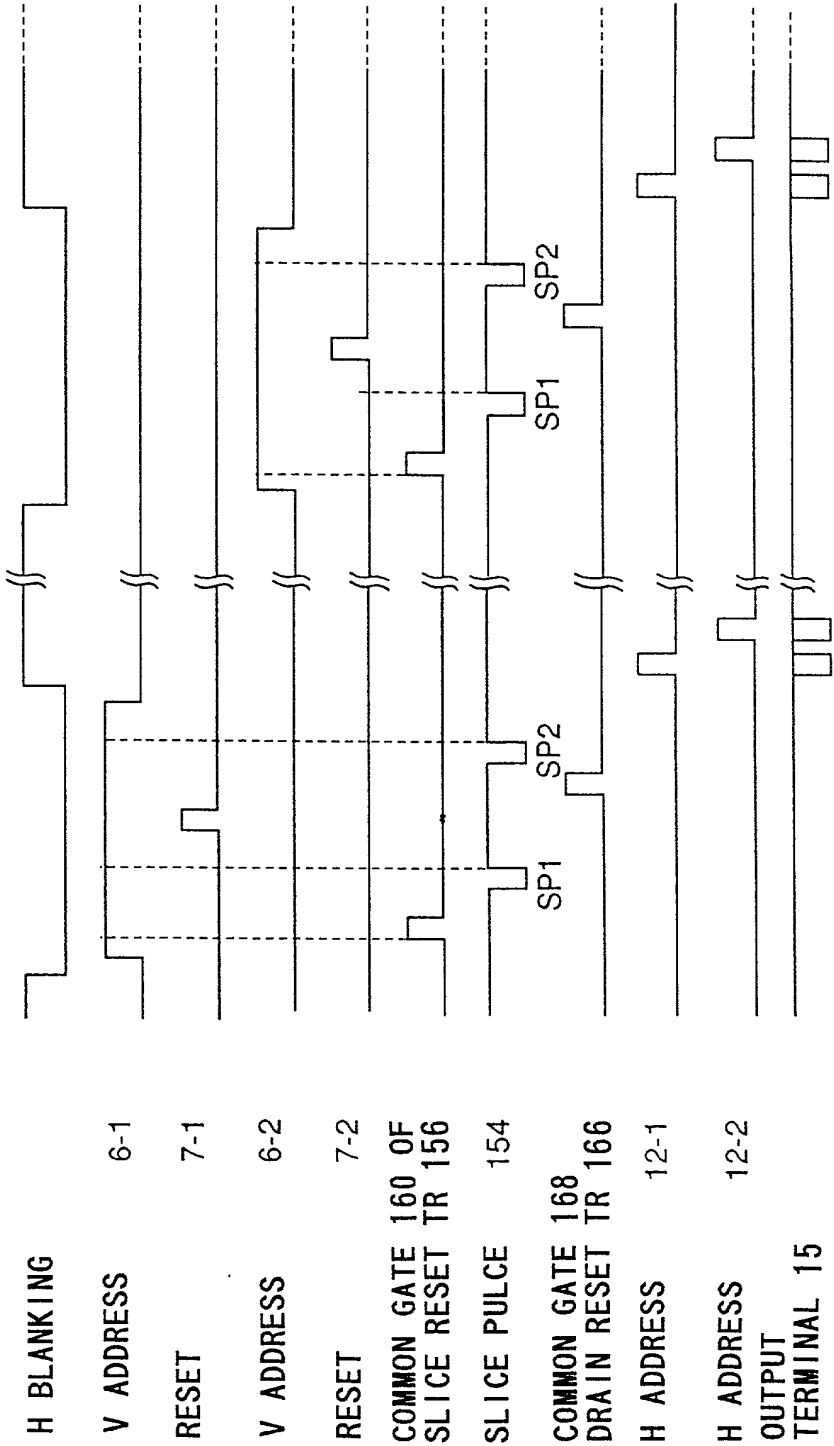 H BLANKING
V ADDRESS 6-1
RESET 7-1
V ADDRESS 6-2
RESET 7-2
COMMON GATE 160 OF
SLICE RESET TR 156
SLICE PULCE 154
SP1 SP2 SP1 SP2
COMMON GATE 168
DRAIN RESET TR 166
H ADDRESS 12-1
H ADDRESS 12-2
OUTPUT
TERMINAL 15